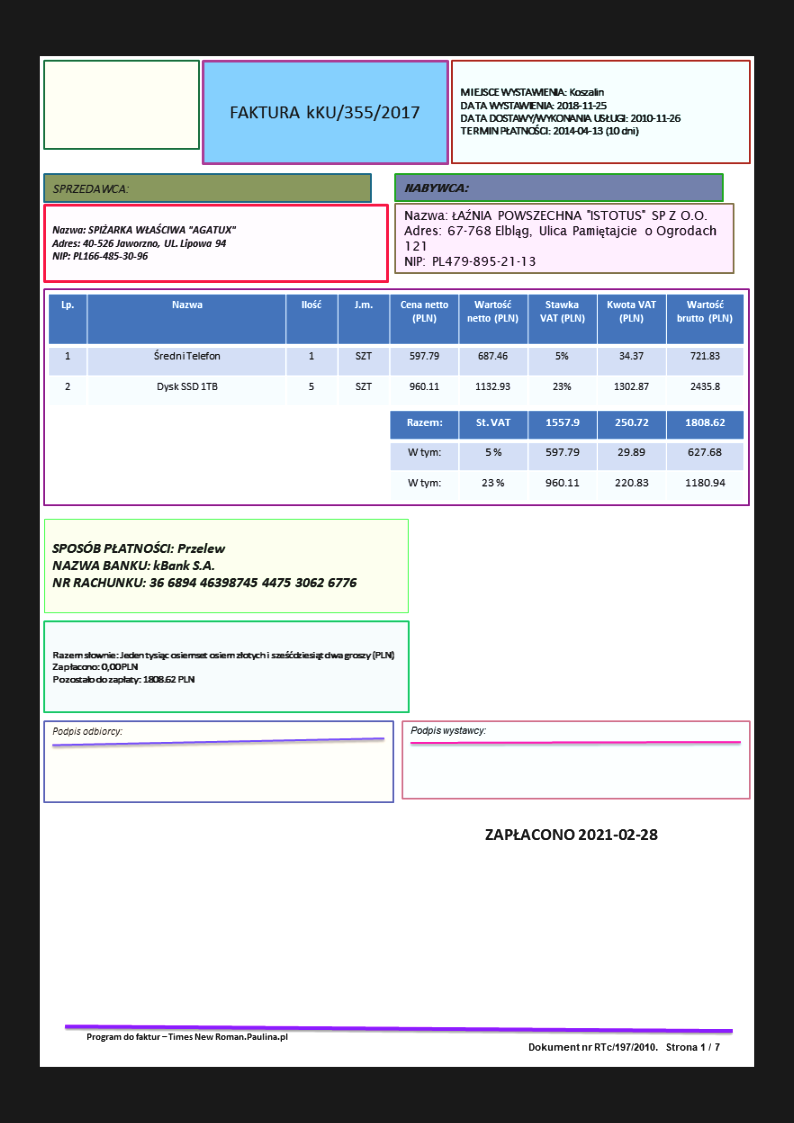 FAKTURA kKU/355/2017
MIEJSCE WYSTAWIENIA: Koszalin
DATA WYSTAWIENIA: 2018-11-25
DATA DOSTAWY/WYKONANIA USŁUGI: 2010-11-26
TERMIN PŁATNOŚCI: 2014-04-13 (10 dni)
SPRZEDAWCA:
Nazwa: SPIŻARKA WŁAŚCIWA "AGATUX"
Adres: 40-526 Jaworzno, UL. Lipowa 94
NIP: PL166-485-30-96
NABYWCA:
Nazwa: ŁAŹNIA POWSZECHNA "ISTOTUS" SP Z O.O.
Adres: 67-768 Elbląg, Ulica Pamiętajcie o Ogrodach
121
NIP: PL479-895-21-13
Lp. Nazwa Ilość J.m. Cena netto (PLN) Wartość netto (PLN) Stawka VAT (PLN) Kwota VAT (PLN) Wartość brutto (PLN)
1 Średni Telefon 1 SZT 597.79 687.46 5% 34.37 721.83
2 Dysk SSD 1TB 5 SZT 960.11 1132.93 23% 1302.87 2435.8
Razem: St. VAT 1557.9 250.72 1808.62
W tym: 5 % 597.79 29.89 627.68
W tym: 23 % 960.11 220.83 1180.94
SPOSÓB PŁATNOŚCI: Przelew
NAZWA BANKU: kBank S.A.
NR RACHUNKU: 36 6894 46398745 4475 3062 6776
Razem słownie: Jeden tysiąc osiemset osiem złotych i sześćdziesiąt dwa groszy (PLN)
Zapłacono: 0,00 PLN
Pozostało do zapłaty: 1808.62 PLN
Podpis odbiorcy:
Podpis wystawcy:
ZAPŁACONO 2021-02-28
Program do faktur – Times New Roman.Paulina.pl
Dokument nr RTc/197/2010. Strona 1 / 7